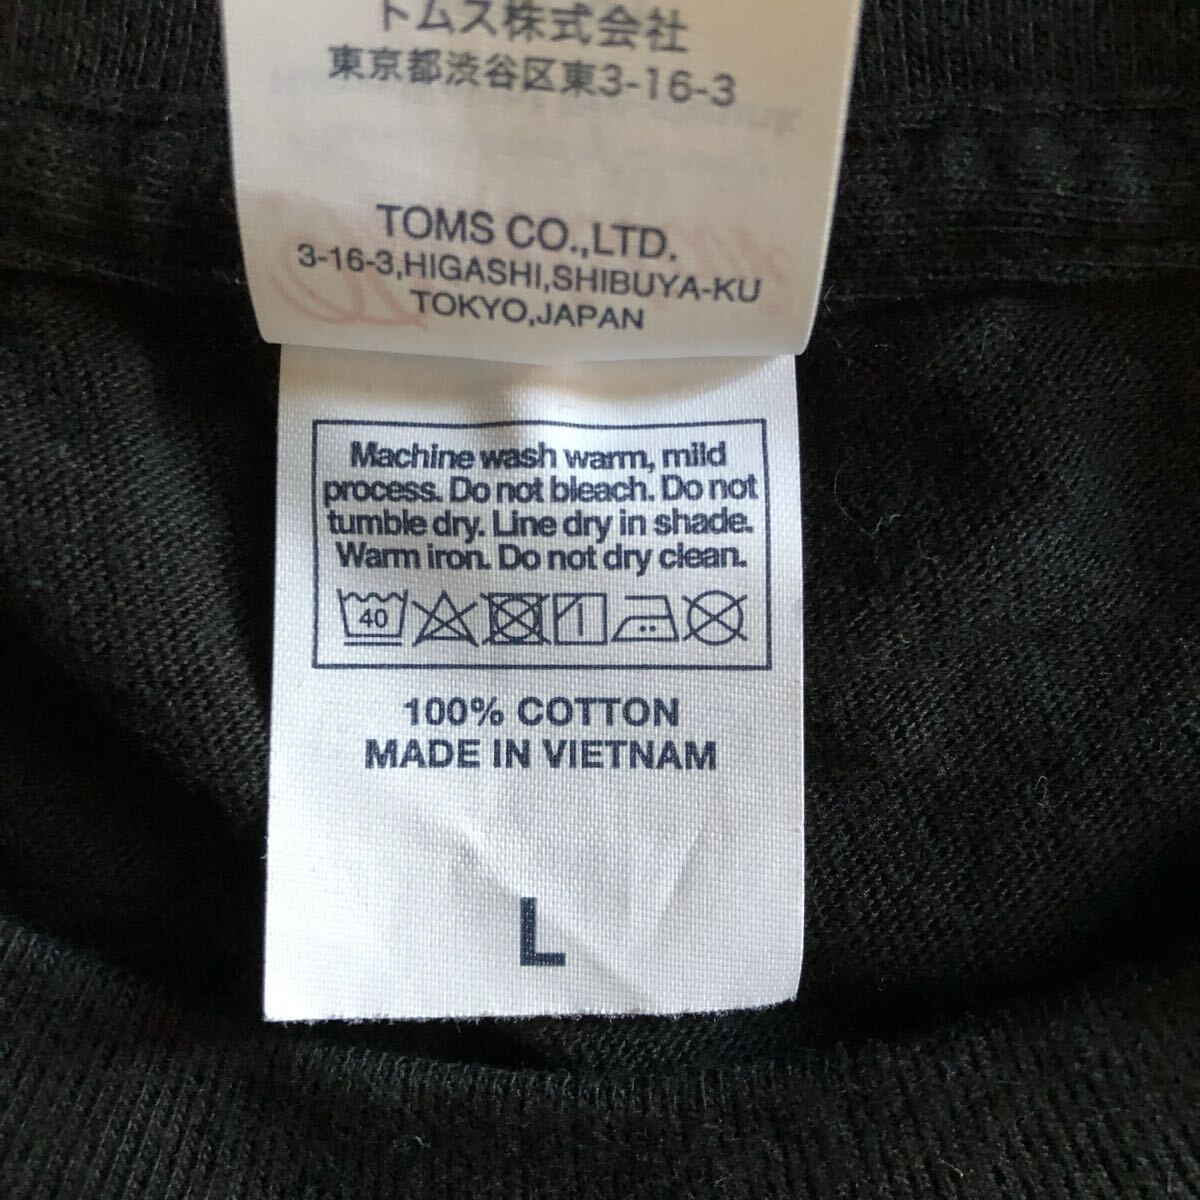 トムス株式会社
東京都渋谷区東3-16-3
TOMS CO.,LTD.
3-16-3,HIGASHI,SHIBUYA-KU
TOKYO,JAPAN
Machine wash warm, mild
process. Do not bleach. Do not
tumble dry. Line dry in shade.
Warm iron. Do not dry clean.
40
100% COTTON
MADE IN VIETNAM
L